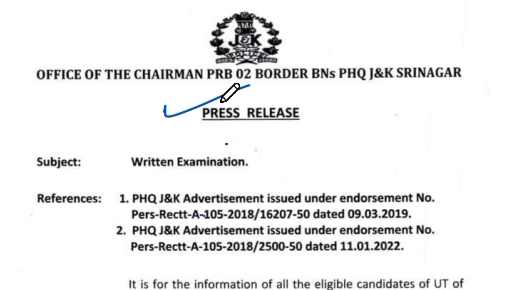 J&K
POLICE
OFFICE OF THE CHAIRMAN PRB 02 BORDER BNs PHQ J&K SRINAGAR
PRESS RELEASE
Subject: Written Examination.
References: 1. PHQ J&K Advertisement issued under endorsement No.
Pers-Rectt-A-105-2018/16207-50 dated 09.03.2019.
2. PHQ J&K Advertisement issued under endorsement No.
Pers-Rectt-A-105-2018/2500-50 dated 11.01.2022.
It is for the information of all the eligible candidates of UT of